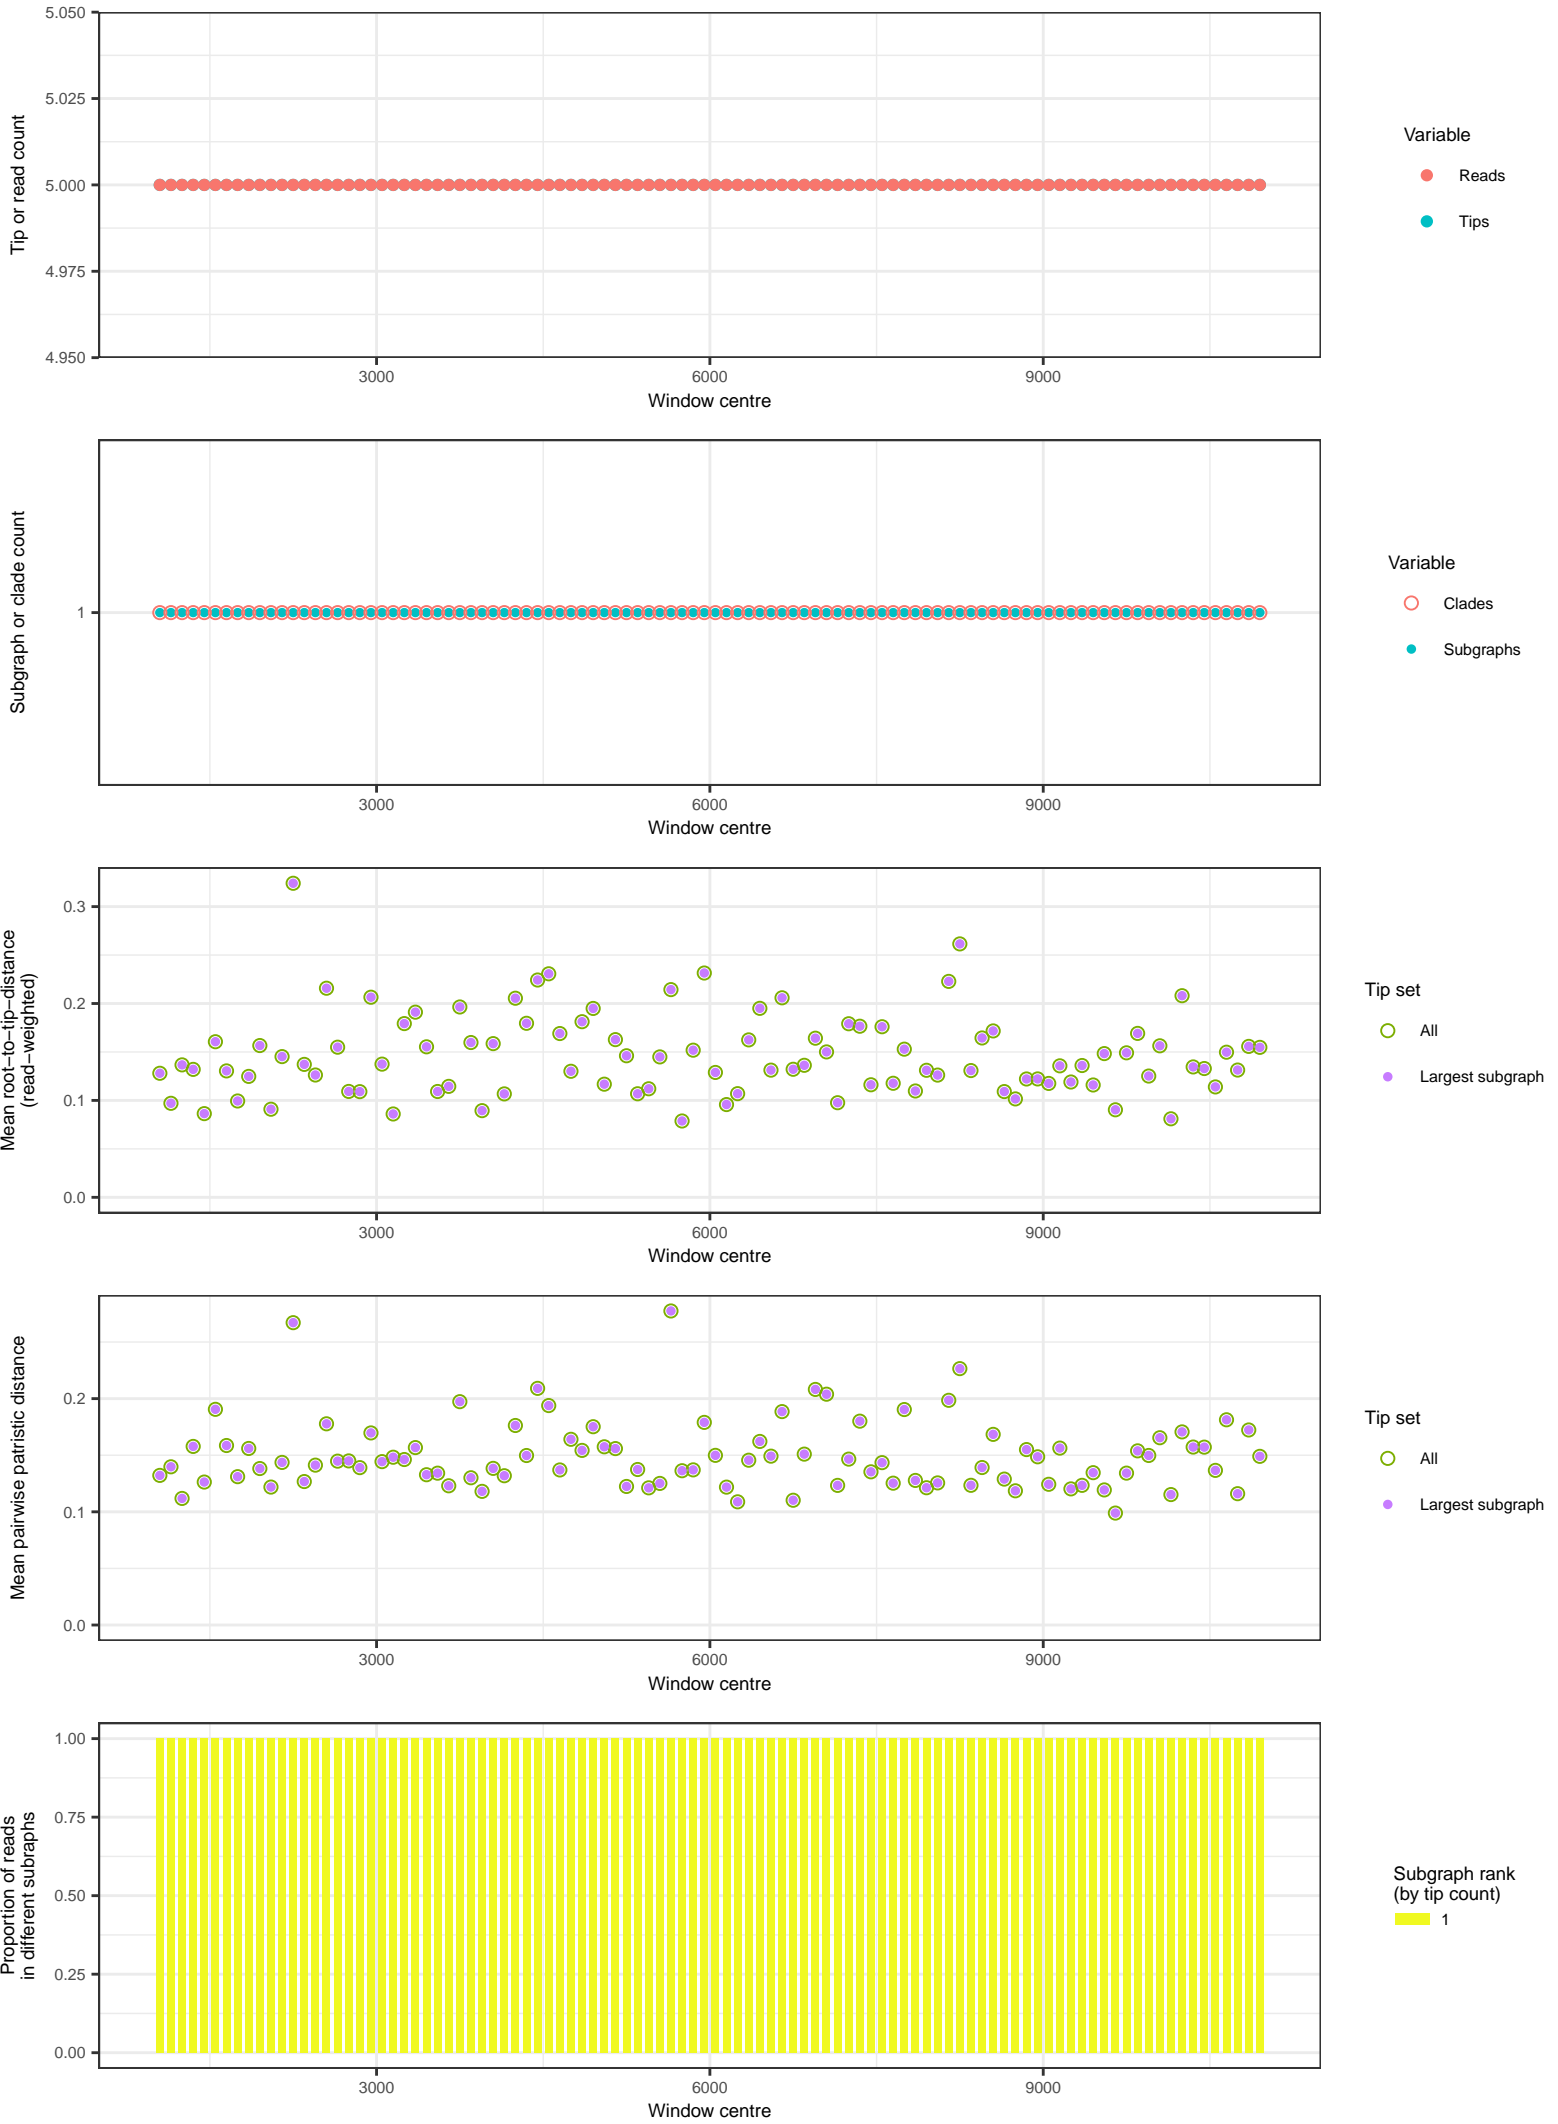 5.050
5.025
5.000
4.975
4.950
Tip or read count
3000
6000
9000
Window centre
Variable
Reads
Tips
1
Subgraph or clade count
3000
6000
9000
Window centre
Variable
Clades
Subgraphs
0.3
0.2
0.1
0.0
Mean root−to−tip−distance
(read−weighted)
3000
6000
9000
Window centre
Tip set
All
Largest subgraph
0.2
0.1
0.0
Mean pairwise patristic distance
3000
6000
9000
Window centre
Tip set
All
Largest subgraph
1.00
0.75
0.50
0.25
0.00
Proportion of reads
in different subraphs
3000
6000
9000
Window centre
Subgraph rank
(by tip count)
1